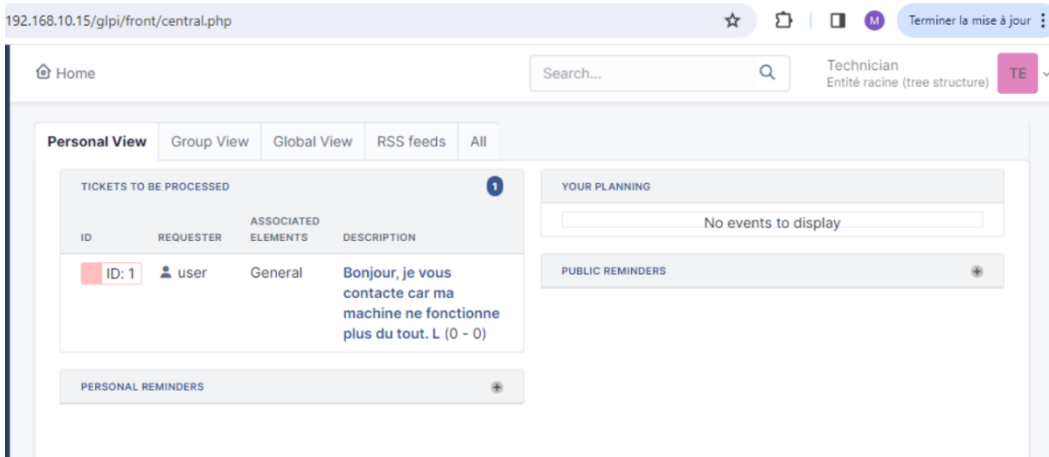 192.168.10.15/glpi/front/central.php
M
Terminer la mise à jour
Home
Search...
Technician
Entité racine (tree structure)
TE
Personal View
Group View
Global View
RSS feeds
All
TICKETS TO BE PROCESSED
1
ID
REQUESTER
ASSOCIATED
ELEMENTS
DESCRIPTION
ID: 1
user
General
Bonjour, je vous
contacte car ma
machine ne fonctionne
plus du tout. L (0 - 0)
PERSONAL REMINDERS
YOUR PLANNING
No events to display
PUBLIC REMINDERS